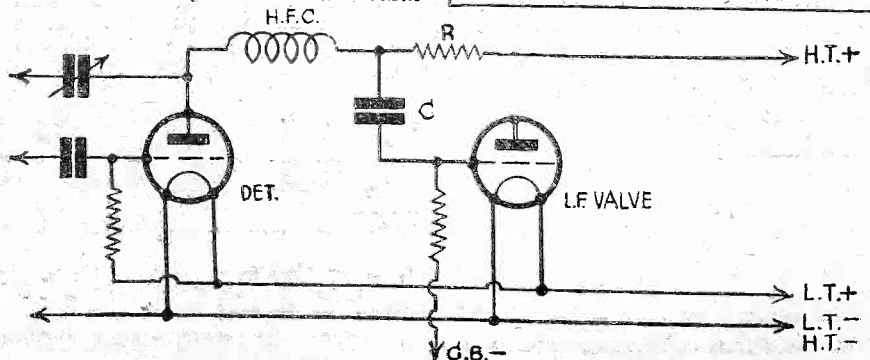 H.F.C.
R
H.T.+
C
DET.
L.F. VALVE
L.T.+
L.T.-
H.T.-
G.B.-